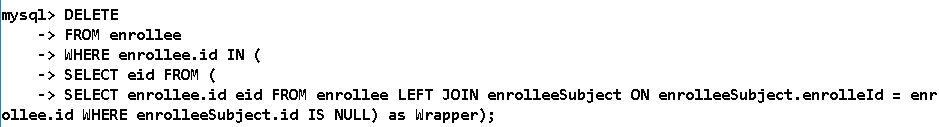 mysql> DELETE
    -> FROM enrollee
    -> WHERE enrollee.id IN (
    -> SELECT eid FROM (
    -> SELECT enrollee.id eid FROM enrollee LEFT JOIN enrolleeSubject ON enrolleeSubject.enrolleId = enr
ollee.id WHERE enrolleeSubject.id IS NULL) as Wrapper);